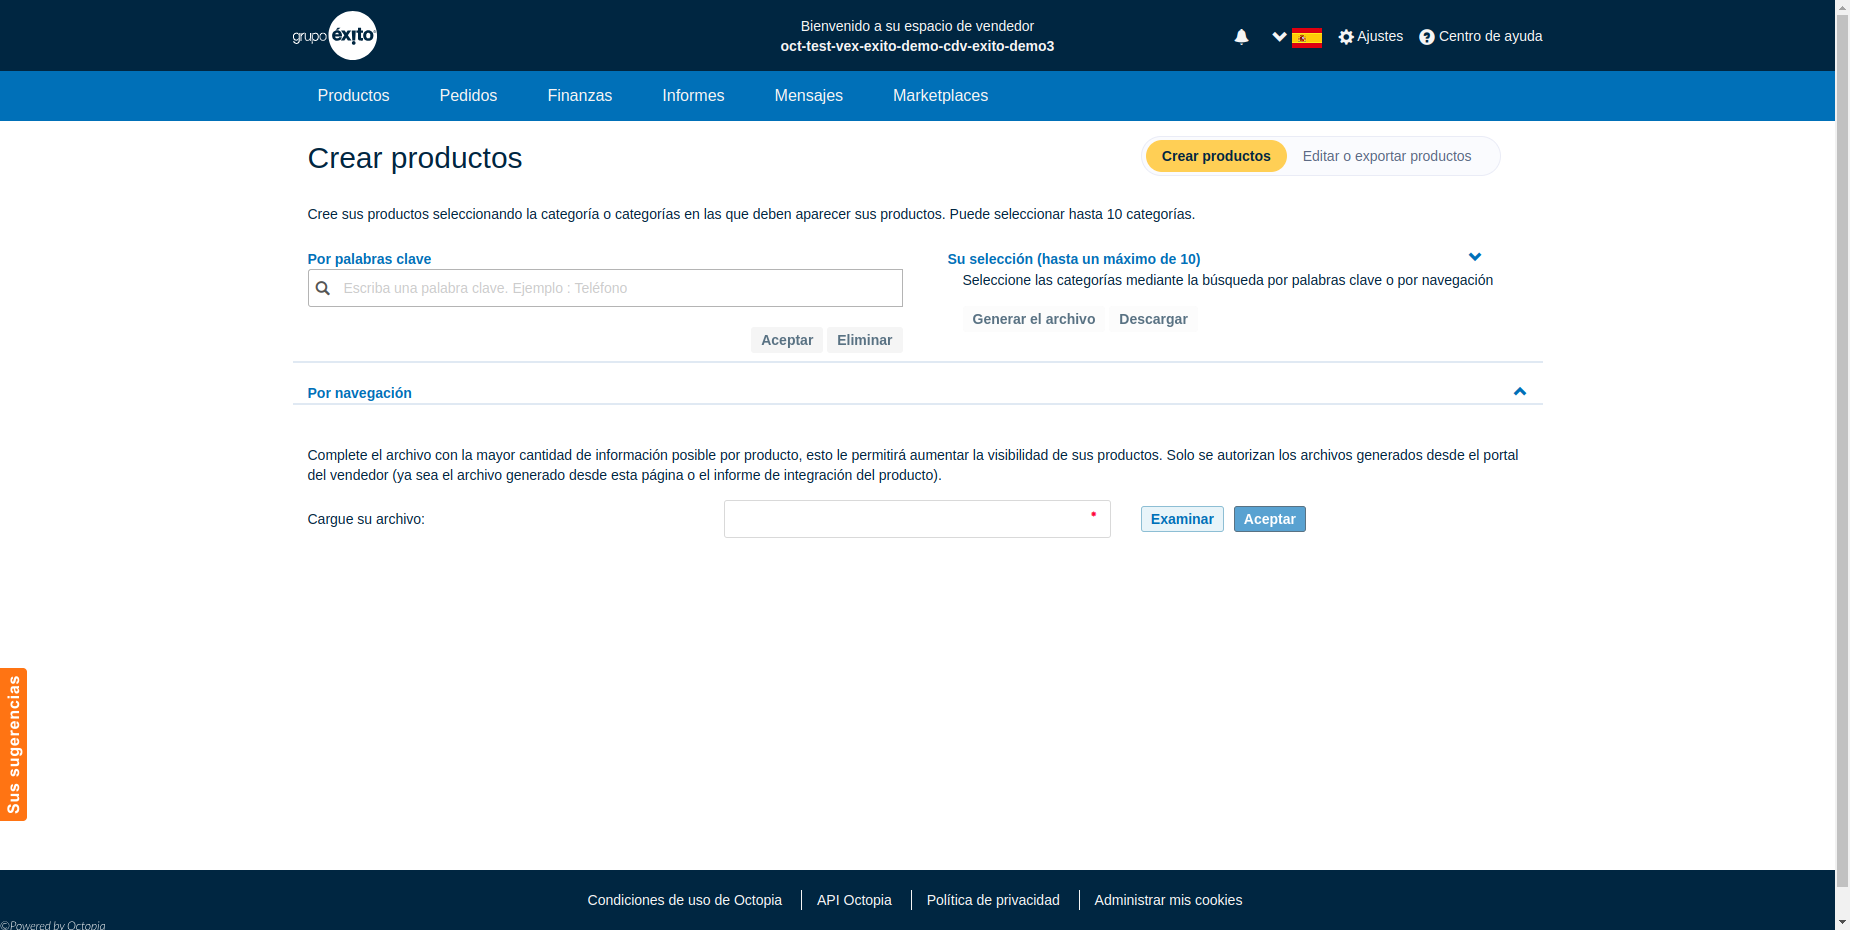 grupo éxito
Bienvenido a su espacio de vendedor
oct-test-vex-exito-demo-cdv-exito-demo3
Ajustes
Centro de ayuda
Productos
Pedidos
Finanzas
Informes
Mensajes
Marketplaces
Crear productos
Crear productos
Editar o exportar productos
Cree sus productos seleccionando la categoría o categorías en las que deben aparecer sus productos. Puede seleccionar hasta 10 categorías.
Por palabras clave
Escriba una palabra clave. Ejemplo : Teléfono
Aceptar
Eliminar
Su selección (hasta un máximo de 10)
Seleccione las categorías mediante la búsqueda por palabras clave o por navegación
Generar el archivo
Descargar
Por navegación
Complete el archivo con la mayor cantidad de información posible por producto, esto le permitirá aumentar la visibilidad de sus productos. Solo se autorizan los archivos generados desde el portal
del vendedor (ya sea el archivo generado desde esta página o el informe de integración del producto).
Cargue su archivo:
*
Examinar
Aceptar
Sus sugerencias
Condiciones de uso de Octopia
API Octopia
Política de privacidad
Administrar mis cookies
©Powered by Octopia